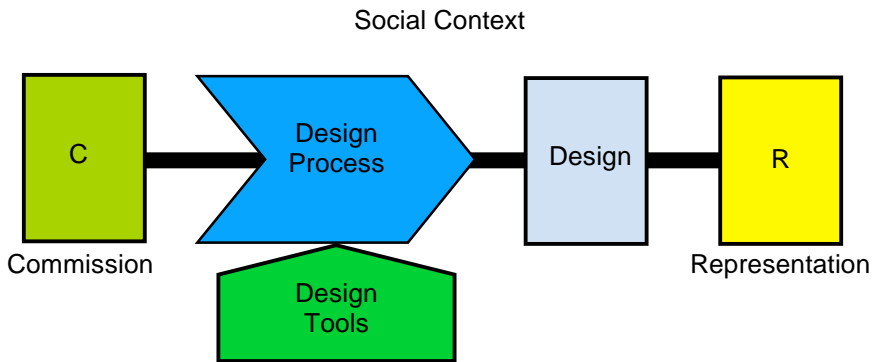 Social Context
C
Design
Process
Design
R
Commission
Representation
Design
Tools